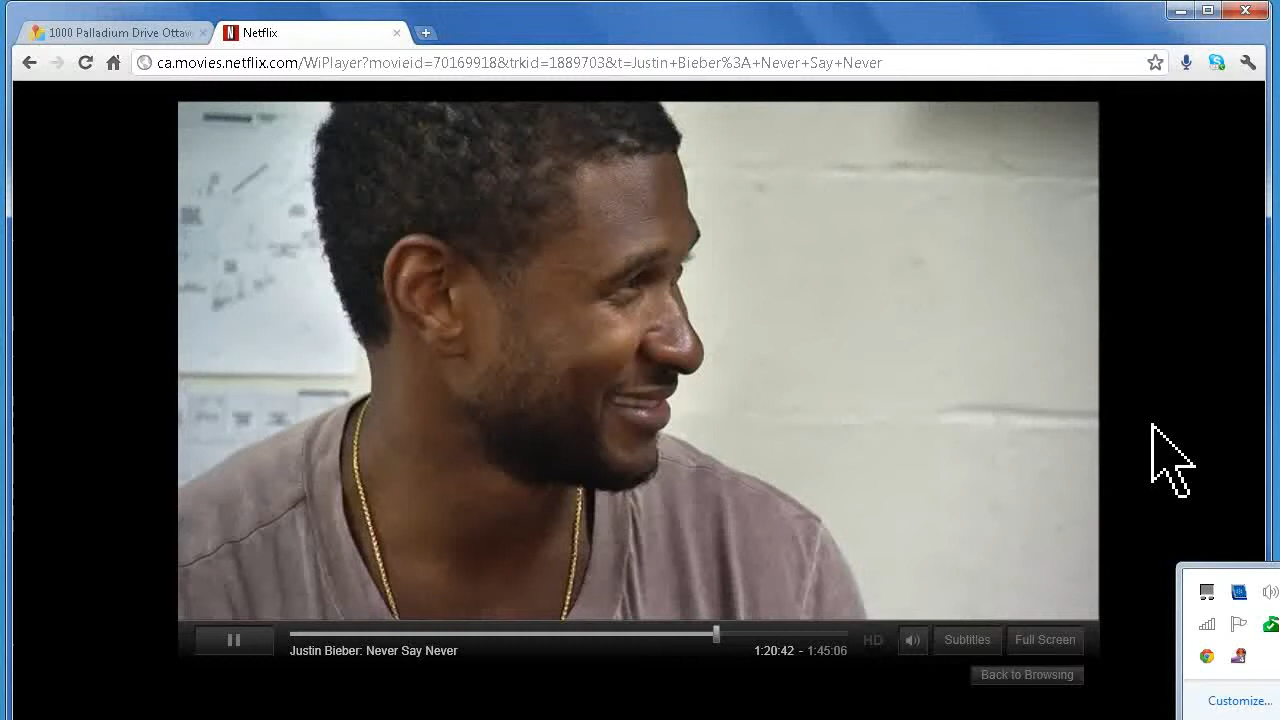 1000 Palladium Drive Ottaw
Netflix
ca.movies.netflix.com/WiPlayer?movieid=70169918&trkid=1889703&t=Justin+Bieber%3A+Never+Say+Never
HD
Subtitles
Full Screen
Justin Bieber: Never Say Never
1:20:42 - 1:45:06
Back to Browsing
Customize...